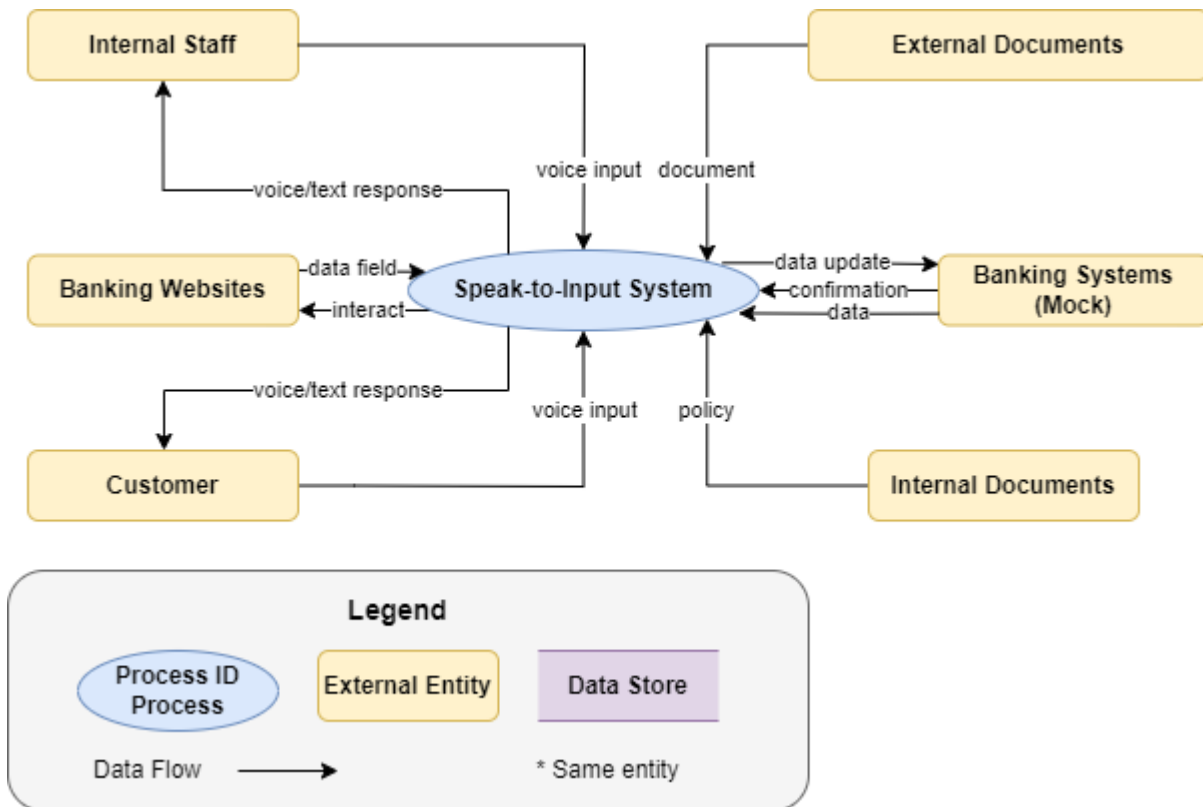 Internal Staff
External Documents
voice input
document
voice/text response
Banking Websites
data field
interact
Speak-to-Input System
data update
confirmation
data
Banking Systems
(Mock)
voice/text response
voice input
policy
Customer
Internal Documents
Legend
Process ID
Process
External Entity
Data Store
Data Flow
* Same entity